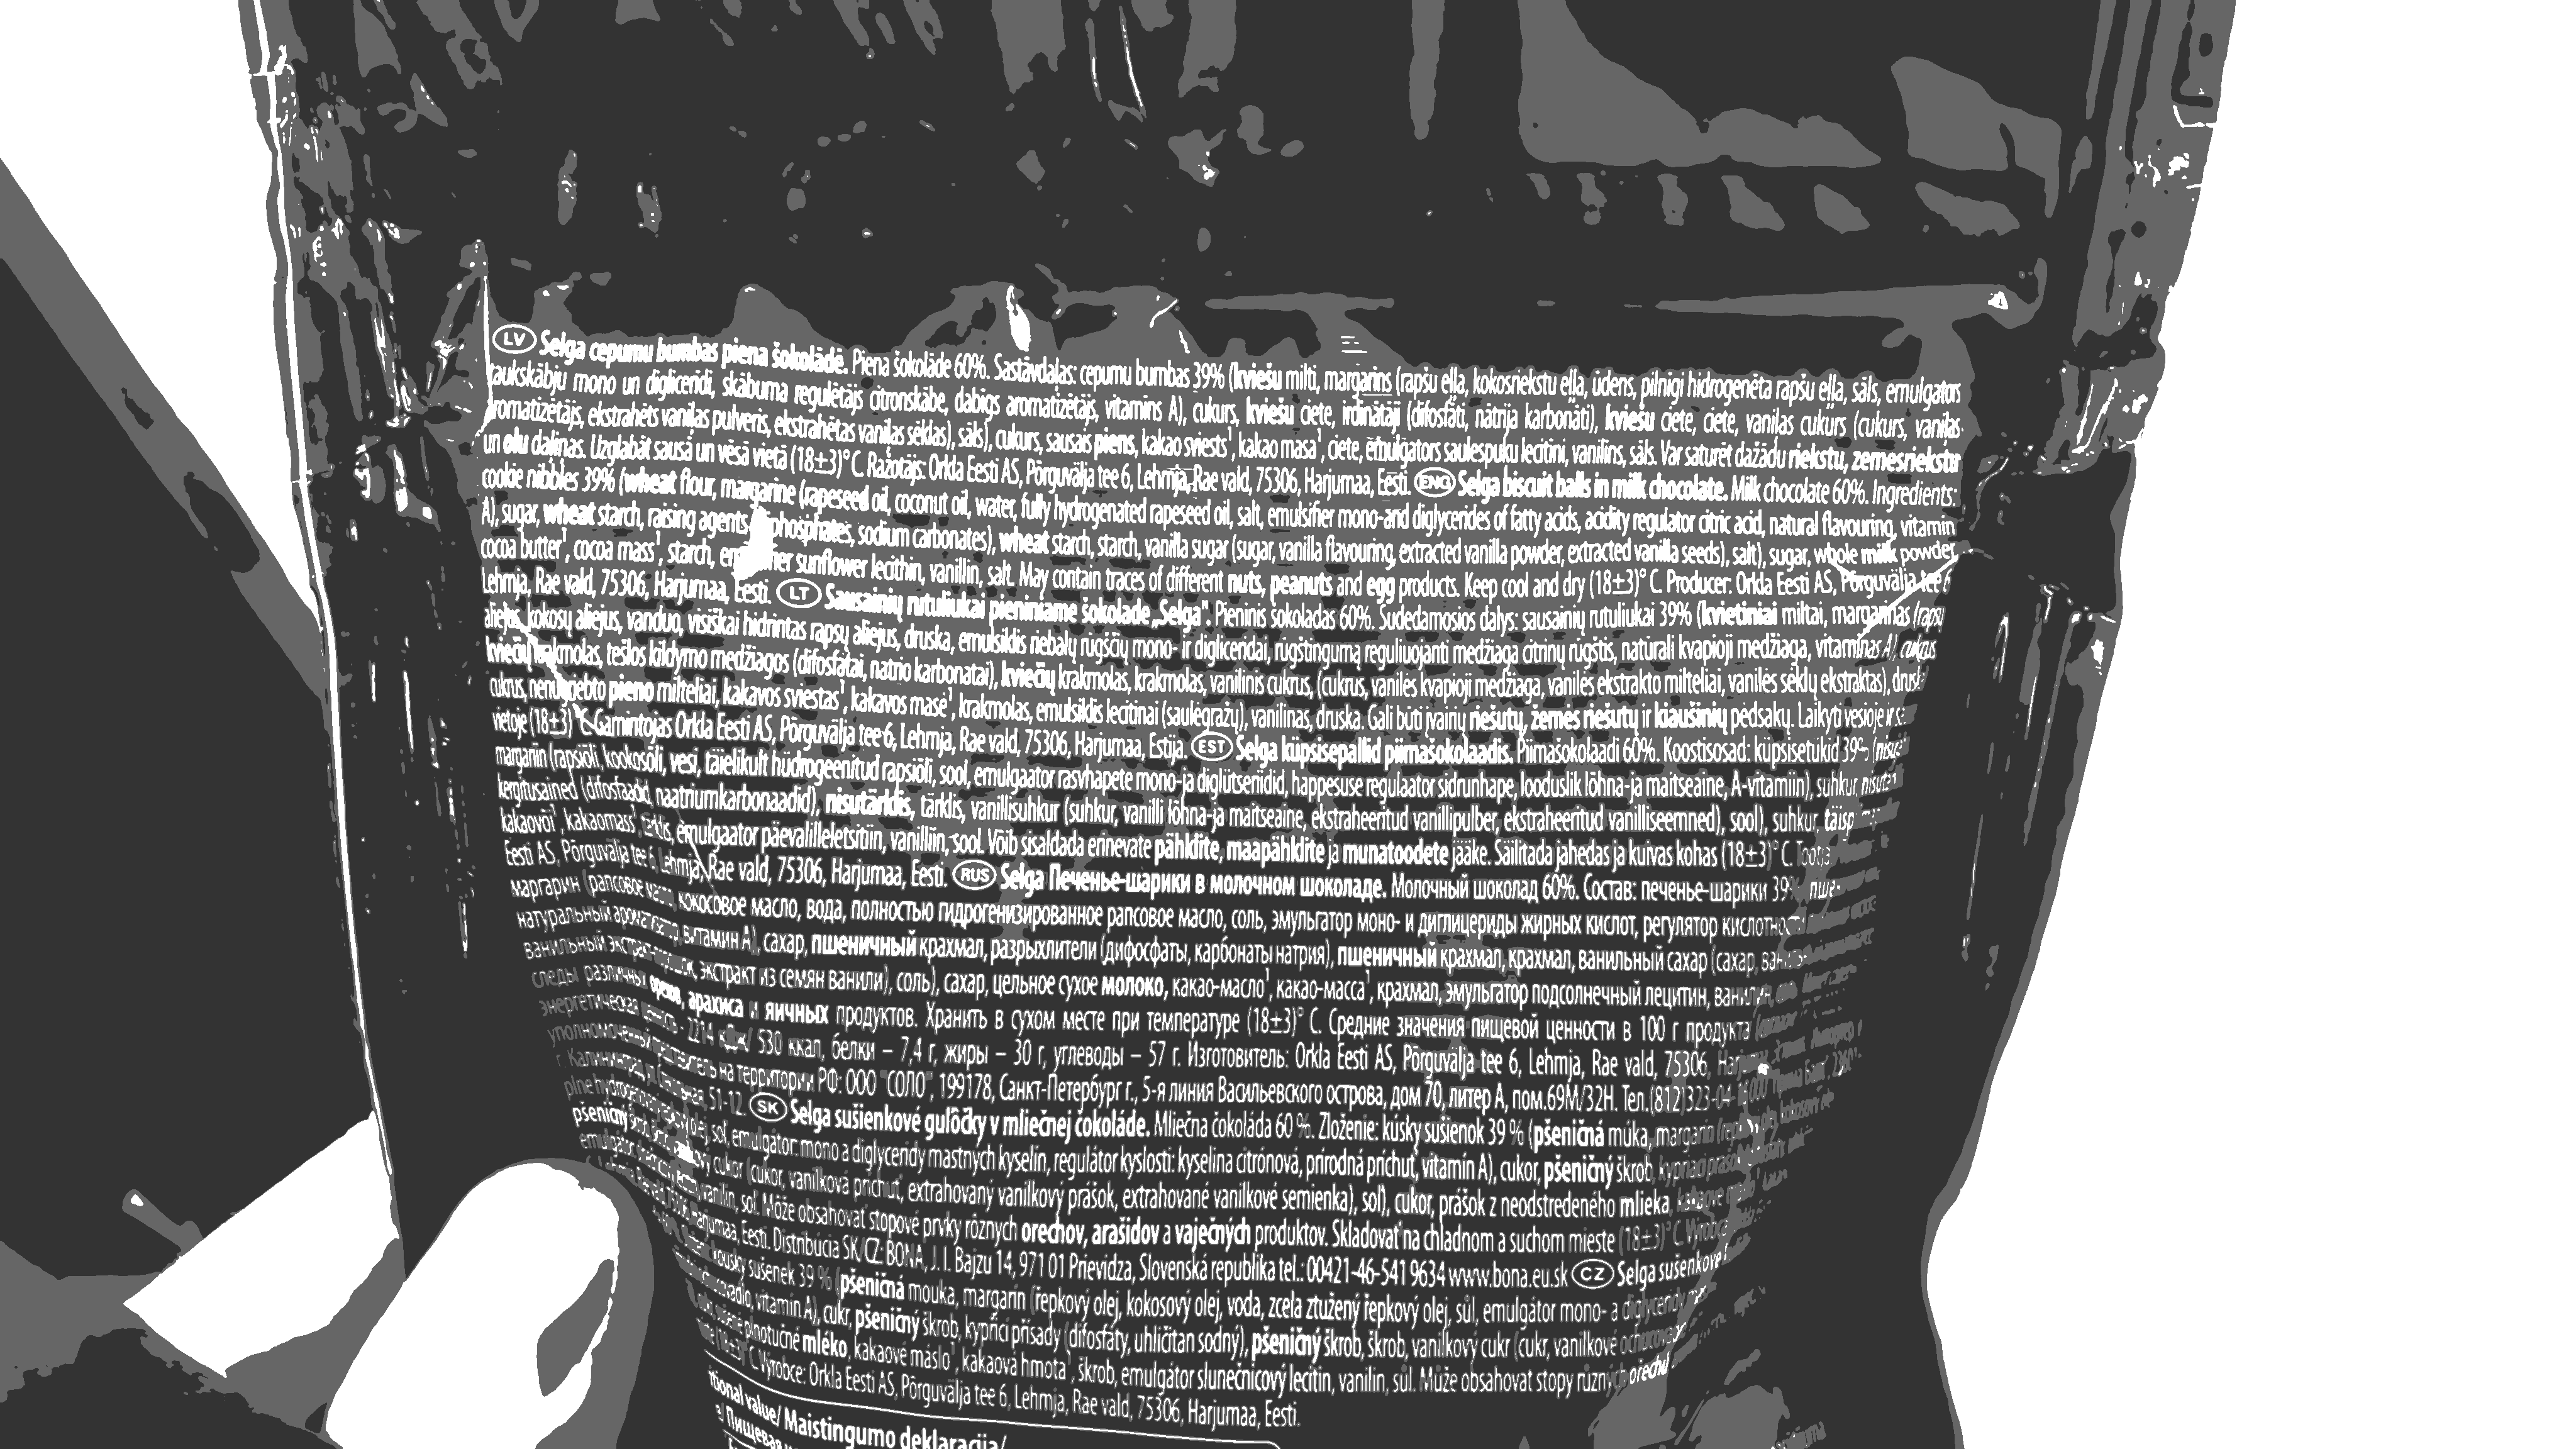 LV Selga cepumu bumbas piena šokolādē. Piena šokolāde 60%. Sastāvdaļas: cepumu bumbas 39% (kviešu milti, margarīns (rapšu eļļa, kokosriekstu eļļa, ūdens, pilnīgi hidrogenēta rapšu eļļa, sāls, emulgators
taukskābju mono un diglicerīdi, skābuma regulētājs citronskābe, dabīgs aromatizētājs, vitamīns A), cukurs, kviešu ciete, irdinātāji (difosfāti, nātrija karbonāti), kviešu ciete, ciete, vaniļas cukurs (cukurs, vaniļas
aromatizētājs, ekstrahēts vaniļas pulveris, ekstrahētas vaniļas sēklas), sāls), cukurs, sausais piens, kakao sviests¹, kakao masa¹, ciete, emulgators saulespuķu lecitīni, vanilīns, sāls. Var saturēt dažādu riekstu, zemesriekstu
un olu daļiņas. Uzglabāt sausā un vēsā vietā (18±3)°C. Ražotājs: Orkla Eesti AS, Põrguvälja tee 6, Lehmja, Rae vald, 75306, Harjumaa, Eesti. ENG Selga biscuit balls in milk chocolate. Milk chocolate 60%. Ingredients:
cookie nibbles 39% (wheat flour, margarine (rapeseed oil, coconut oil, water, fully hydrogenated rapeseed oil, salt, emulsifier mono-and diglycerides of fatty acids, acidity regulator citric acid, natural flavouring, vitamin
A), sugar, wheat starch, raising agents diphosphates, sodium carbonates), wheat starch, starch, vanilla sugar (sugar, vanilla flavouring, extracted vanilla powder, extracted vanilla seeds), salt), sugar, whole milk powder,
cocoa butter¹, cocoa mass¹, starch, emulsifier sunflower lecithin, vanillin, salt. May contain traces of different nuts, peanuts and egg products. Keep cool and dry (18±3)°C. Producer: Orkla Eesti AS, Põrguvälja tee 6
Lehmja, Rae vald, 75306, Harjumaa, Eesti. LT Sausainių rutuliukai pieniniame šokolade „Selga". Pieninis šokoladas 60%. Sudedamosios dalys: sausainių rutuliukai 39% (kvietiniai miltai, margarinas (rapsų
aliejus, kokosų aliejus, vanduo, visiškai hidrintas rapsų aliejus, druska, emulsiklis riebalų rūgščių mono- ir digliceridai, rūgštingumą reguliuojanti medžiaga citrinų rūgštis, naturali kvapioji medžiaga, vitaminas A), cukrus
kviečių krakmolas, tešlos kildymo medžiagos (difosfatai, natrio karbonatai), kviečių krakmolas, krakmolas, vanilinis cukrus, (cukrus, vanilės kvapioji medžiaga, vanilės ekstrakto milteliai, vanilės sėklų ekstraktas),
cukrus, nenugriebto pieno milteliai, kakavos sviestas¹, kakavos masė¹, krakmolas, emulsiklis lecitinai (saulėgrąžų), vanilinas, druska. Gali būti įvairių riešutų, žemės riešutų ir kiaušinių pėdsakų. Laikyti vėsioje ir
vietoje (18±3)°C Gamintojas Orkla Eesti AS, Põrguvälja tee 6, Lehmja, Rae vald, 75306, Harjumaa, Estija. EST Selga küpsisepallid piimašokolaadis. Piimašokolaadi 60%. Koostisosad: küpsisetükid 39%
margariin (rapsiõli, kookosõli, vesi, täielikult hüdrogeenitud rapsiõli, sool, emulgaator rasvhapete mono-ja diglütseriidid, happesuse regulaator sidrunhape, looduslik lõhna-ja maitseaine, A-vitamiin), suhkur,
kergitusained (difosfaadid, naatriumkarbonaadid), nisutärklis, tärklis, vanillisuhkur (suhkur, vanilli lõhna-ja maitseaine, ekstraheeritud vanillipulber, ekstraheeritud vanilliseemned), sool), suhkur,
kakaovõi¹, kakaomass¹, tärklis, emulgaator päevalilleletsitiin, vanilliin, sool. Võib sisaldada erinevate pähklite, maapähklite ja munatoodete jääke. Säilitada jahedas ja kuivas kohas (18±3)°C.
Eesti AS, Põrguvälja tee 6, Lehmja, Rae vald, 75306, Harjumaa, Eesti. RUS Selga Печенье-шарики в молочном шоколаде. Молочный шоколад 60%. Состав: печенье-шарики 39%
маргарин (рапсовое масло, кокосовое масло, вода, полностью гидрогенизированное рапсовое масло, соль, эмульгатор моно- и диглицериды жирных кислот, регулятор
натуральный ароматизатор, витамин А), сахар, пшеничный крахмал, разрыхлители (дифосфаты, карбонаты натрия), пшеничный крахмал, крахмал, ванильный сахар (сахар,
ванильный экстракт-порошок, экстракт из семян ванили), соль), сахар, цельное сухое молоко, какао-масло¹, какао-масса¹, крахмал, эмульгатор подсолнечный лецитин,
следы различных орехов, арахиса и яичных продуктов. Хранить в сухом месте при температуре (18±3)° С. Средние значения пищевой ценности в 100 г продукта
энергетическая ценность - 2214 кДж/ 530 ккал, белки – 7,4 г, жиры – 30 г, углеводы – 57 г. Изготовитель: Orkla Eesti AS, Põrguvälja tee 6, Lehmja, Rae vald, 75306,
на территории РФ: ООО "СОЛО", 199178, Санкт-Петербург г., 5-я линия Васильевского острова, дом 70, литер А, пом.69М/32Н. Тел.(812)323-04-
г. Калининград, 51-12. SK Selga sušienkové guľôčky v mliečnej čokoláde. Mliečna čokoláda 60 %. Zloženie: kúsky sušienok 39 % (pšeničná múka, margarín
soľ, emulgátor: mono a diglyceridy mastných kyselín, regulátor kyslosti: kyselina citrónová, prírodná príchuť, vitamín A), cukor, pšeničný škrob,
pšeničný cukor (cukor, vanilková príchuť, extrahovaný vanilkový prášok, extrahované vanilkové semienka), soľ), cukor, prášok z neodstredeného mlieka,
vanilín, soľ. Môže obsahovať stopové prvky rôznych orechov, arašidov a vaječných produktov. Skladovať na chladnom a suchom mieste (18±3)°C.
Harjumaa, Eesti. Distribúcia SK/CZ: BONA, J. I. Bajzu 14, 971 01 Prievidza, Slovenská republika tel.: 00421-46-541 9634 www.bona.eu.sk CZ Selga sušenkové
kousky sušenek 39 % (pšeničná mouka, margarín (řepkový olej, kokosový olej, voda, zcela ztužený řepkový olej, sůl, emulgátor mono- a diglyceridy
vitamín A), cukr, pšeničný škrob, kypřící přísady (difosfáty, uhličitan sodný), pšeničný škrob, škrob, vanilkový cukr (cukr, vanilkové
plnotučné mléko, kakaové máslo¹, kakaová hmota¹, škrob, emulgátor slunečnicový lecitin, vanilin, sůl. Může obsahovat stopy různých ořechů
Výrobce: Orkla Eesti AS, Põrguvälja tee 6, Lehmja, Rae vald, 75306, Harjumaa, Eesti.
value/ Maistingumo deklaracija/
Пищевая